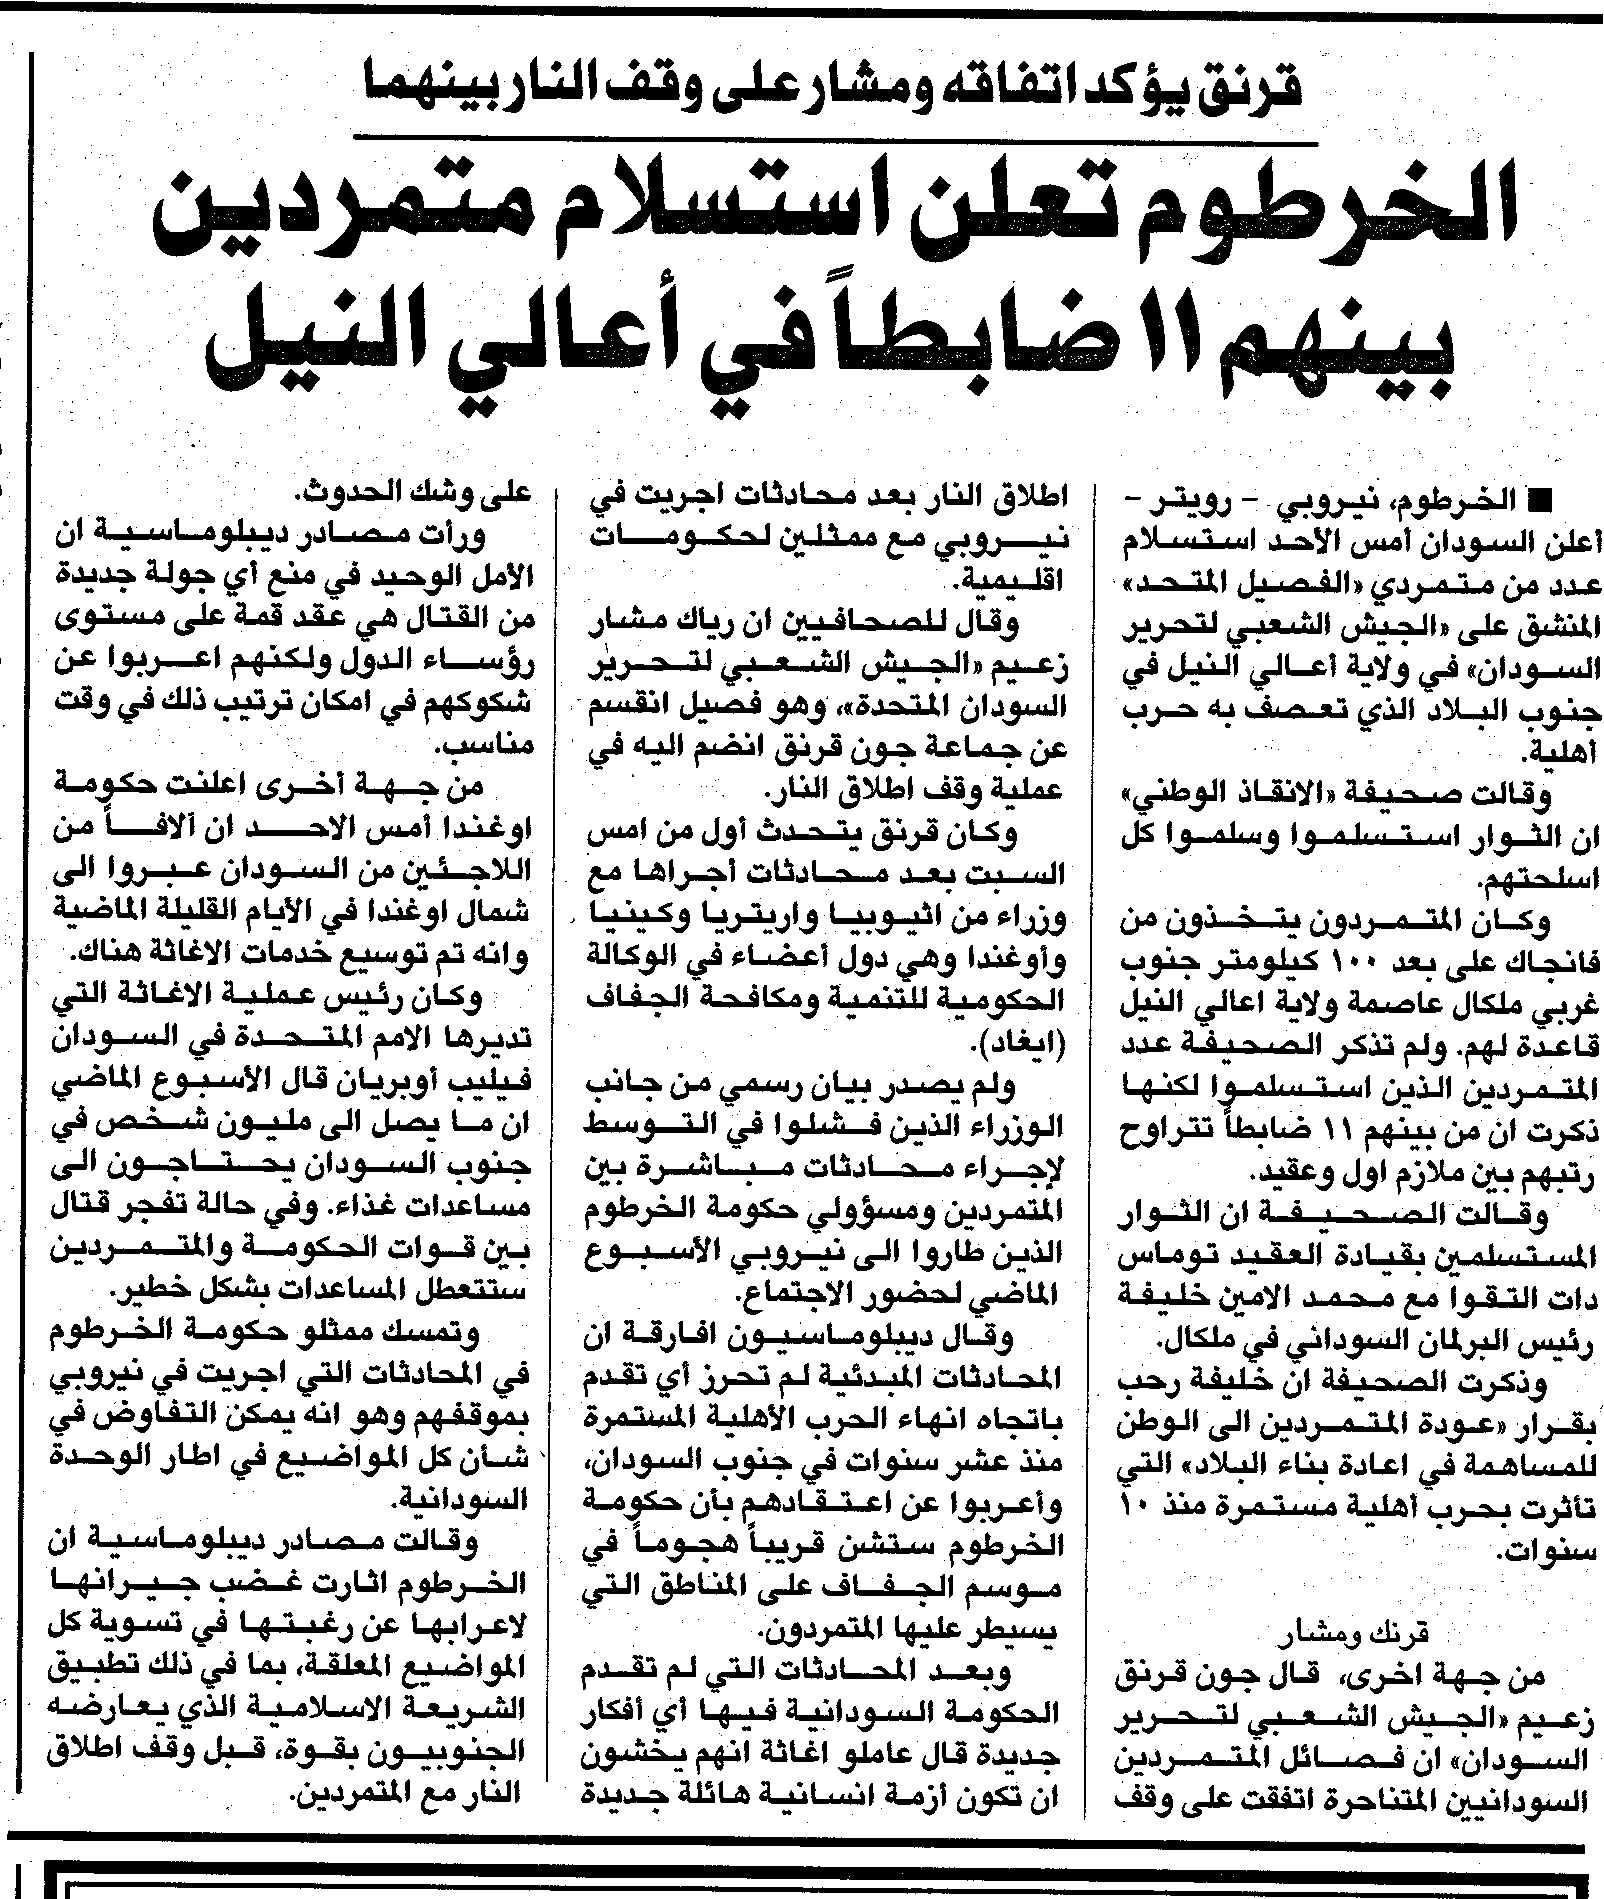 قرنق يؤكد اتفاقه ومشار على وقف النار بينهما
الخرطوم تعلن استسلام متمردين
بينهم ١١ ضابطاً في أعالي النيل
■ الخرطوم، نيروبي - رويتر -
أعلن السودان أمس الأحد استسلام
عدد من متمردي «الفصيل المتحد»
المنشق على «الجيش الشعبي لتحرير
السودان» في ولاية أعالي النيل في
جنوب البلاد الذي تعصف به حرب
أهلية.
وقالت صحيفة «الانقاذ الوطني»
ان الثوار استسلموا وسلموا كل
اسلحتهم.
وكان المتمردون يتخذون من
فانجاك على بعد ١٠٠ كيلومتر جنوب
غربي ملكال عاصمة ولاية اعالي النيل
قاعدة لهم. ولم تذكر الصحيفة عدد
المتمردين الذين استسلموا لكنها
ذكرت ان من بينهم ١١ ضابطاً تتراوح
رتبهم بين ملازم اول وعقيد.
وقالت الصحيفة ان الثوار
المستسلمين بقيادة العقيد توماس
دات التقوا مع محمد الامين خليفة
رئيس البرلمان السوداني في ملكال.
وذكرت الصحيفة ان خليفة رحب
بقرار «عودة المتمردين الى الوطن
للمساهمة في اعادة بناء البلاد» التي
تأثرت بحرب أهلية مستمرة منذ ١٠
سنوات.
قرنك ومشار
من جهة اخرى، قال جون قرنق
زعيم «الجيش الشعبي لتحرير
السودان» ان فصائل المتمردين
السودانيين المتناحرة اتفقت على وقف
اطلاق النار بعد محادثات اجريت في
نيروبي مع ممثلين لحكومات
اقليمية.
وقال للصحافيين ان رياك مشار
زعيم «الجيش الشعبي لتحرير
السودان المتحدة»، وهو فصيل انقسم
عن جماعة جون قرنق انضم اليه في
عملية وقف اطلاق النار.
وكان قرنق يتحدث أول من امس
السبت بعد محادثات أجراها مع
وزراء من اثيوبيا واريتريا وكينيا
وأوغندا وهي دول أعضاء في الوكالة
الحكومية للتنمية ومكافحة الجفاف
(ايغاد).
ولم يصدر بيان رسمي من جانب
الوزراء الذين فشلوا في التوسط
لإجراء محادثات مباشرة بين
المتمردين ومسؤولي حكومة الخرطوم
الذين طاروا الى نيروبي الأسبوع
الماضي لحضور الاجتماع.
وقال ديبلوماسيون افارقة ان
المحادثات المبدئية لم تحرز أي تقدم
باتجاه انهاء الحرب الأهلية المستمرة
منذ عشر سنوات في جنوب السودان،
وأعربوا عن اعتقادهم بأن حكومة
الخرطوم ستشن قريباً هجوماً في
موسم الجفاف على المناطق التي
يسيطر عليها المتمردون.
وبعد المحادثات التي لم تقدم
الحكومة السودانية فيها أي أفكار
جديدة قال عاملو اغاثة انهم يخشون
ان تكون أزمة انسانية هائلة جديدة
على وشك الحدوث.
ورأت مصادر ديبلوماسية ان
الأمل الوحيد في منع أي جولة جديدة
من القتال هي عقد قمة على مستوى
رؤساء الدول ولكنهم اعربوا عن
شكوكهم في امكان ترتيب ذلك في وقت
مناسب.
من جهة أخرى اعلنت حكومة
اوغندا أمس الاحد ان آلافاً من
اللاجئين من السودان عبروا الى
شمال اوغندا في الأيام القليلة الماضية
وانه تم توسيع خدمات الاغاثة هناك.
وكان رئيس عملية الاغاثة التي
تديرها الامم المتحدة في السودان
فيليب أوبريان قال الأسبوع الماضي
ان ما يصل الى مليون شخص في
جنوب السودان يحتاجون الى
مساعدات غذاء. وفي حالة تفجر قتال
بين قوات الحكومة والمتمردين
ستتعطل المساعدات بشكل خطير.
وتمسك ممثلو حكومة الخرطوم
في المحادثات التي اجريت في نيروبي
بموقفهم وهو انه يمكن التفاوض في
شأن كل المواضيع في اطار الوحدة
السودانية.
وقالت مصادر ديبلوماسية ان
الخرطوم اثارت غضب جيرانها
لاعرابها عن رغبتها في تسوية كل
المواضيع المعلقة، بما في ذلك تطبيق
الشريعة الاسلامية الذي يعارضه
الجنوبيون بقوة، قبل وقف اطلاق
النار مع المتمردين.